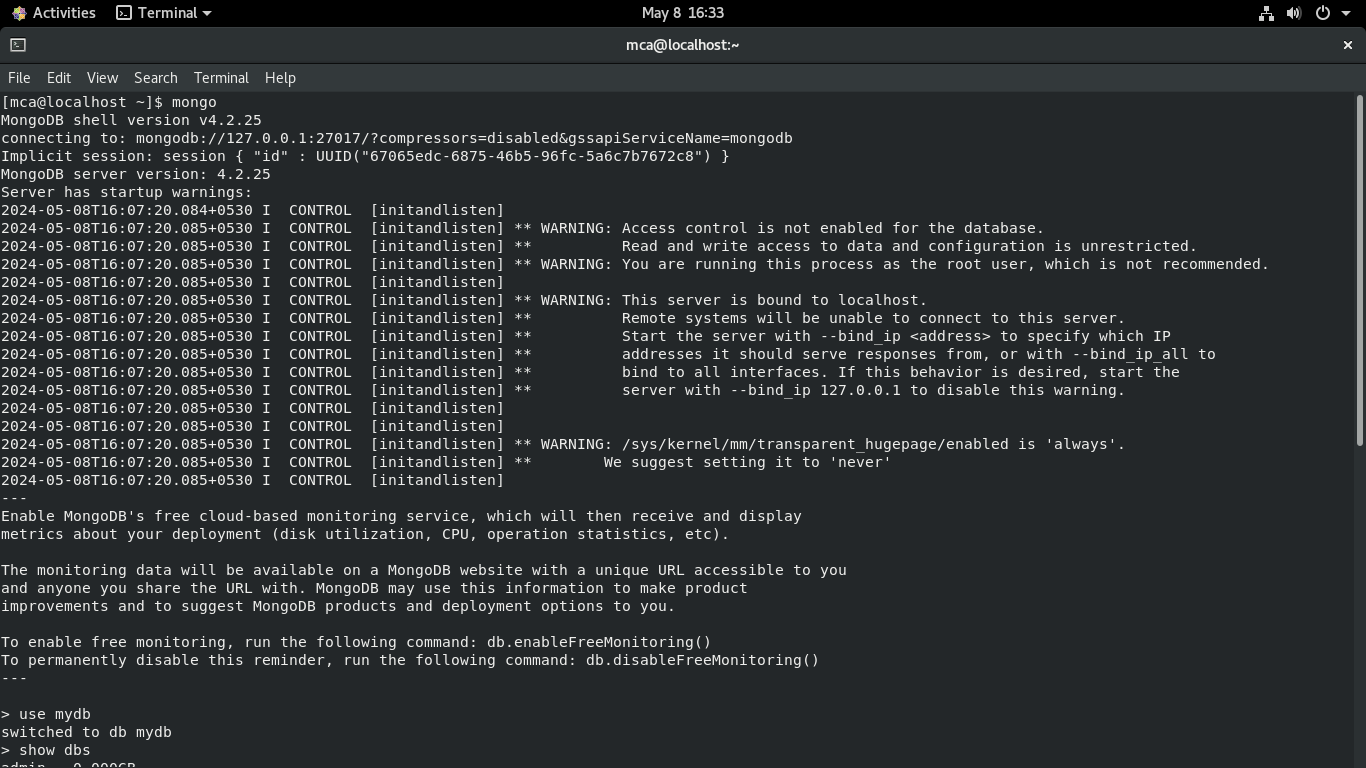 Activities
Terminal
May 8 16:33
mca@localhost:~
File Edit View Search Terminal Help
[mca@localhost ~]$ mongo
MongoDB shell version v4.2.25
connecting to: mongodb://127.0.0.1:27017/?compressors=disabled&gssapiServiceName=mongodb
Implicit session: session { "id" : UUID("67065edc-6875-46b5-96fc-5a6c7b7672c8") }
MongoDB server version: 4.2.25
Server has startup warnings:
2024-05-08T16:07:20.084+0530 I  CONTROL  [initandlisten]
2024-05-08T16:07:20.085+0530 I  CONTROL  [initandlisten] ** WARNING: Access control is not enabled for the database.
2024-05-08T16:07:20.085+0530 I  CONTROL  [initandlisten] **          Read and write access to data and configuration is unrestricted.
2024-05-08T16:07:20.085+0530 I  CONTROL  [initandlisten] ** WARNING: You are running this process as the root user, which is not recommended.
2024-05-08T16:07:20.085+0530 I  CONTROL  [initandlisten]
2024-05-08T16:07:20.085+0530 I  CONTROL  [initandlisten] ** WARNING: This server is bound to localhost.
2024-05-08T16:07:20.085+0530 I  CONTROL  [initandlisten] **          Remote systems will be unable to connect to this server.
2024-05-08T16:07:20.085+0530 I  CONTROL  [initandlisten] **          Start the server with --bind_ip <address> to specify which IP
2024-05-08T16:07:20.085+0530 I  CONTROL  [initandlisten] **          addresses it should serve responses from, or with --bind_ip_all to
2024-05-08T16:07:20.085+0530 I  CONTROL  [initandlisten] **          bind to all interfaces. If this behavior is desired, start the
2024-05-08T16:07:20.085+0530 I  CONTROL  [initandlisten] **          server with --bind_ip 127.0.0.1 to disable this warning.
2024-05-08T16:07:20.085+0530 I  CONTROL  [initandlisten]
2024-05-08T16:07:20.085+0530 I  CONTROL  [initandlisten]
2024-05-08T16:07:20.085+0530 I  CONTROL  [initandlisten] ** WARNING: /sys/kernel/mm/transparent_hugepage/enabled is 'always'.
2024-05-08T16:07:20.085+0530 I  CONTROL  [initandlisten] **        We suggest setting it to 'never'
2024-05-08T16:07:20.085+0530 I  CONTROL  [initandlisten]
---
Enable MongoDB's free cloud-based monitoring service, which will then receive and display
metrics about your deployment (disk utilization, CPU, operation statistics, etc).
The monitoring data will be available on a MongoDB website with a unique URL accessible to you
and anyone you share the URL with. MongoDB may use this information to make product
improvements and to suggest MongoDB products and deployment options to you.
To enable free monitoring, run the following command: db.enableFreeMonitoring()
To permanently disable this reminder, run the following command: db.disableFreeMonitoring()
---
> use mydb
switched to db mydb
> show dbs